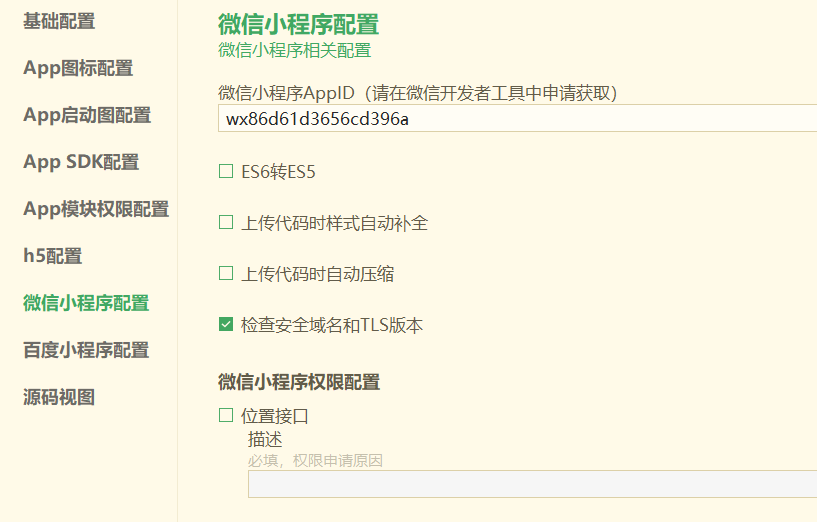 基础配置
App图标配置
App启动图配置
App SDK配置
App模块权限配置
h5配置
微信小程序配置
百度小程序配置
源码视图
微信小程序配置
微信小程序相关配置
微信小程序AppID（请在微信开发者工具中申请获取）
wx86d61d3656cd396a
ES6转ES5
上传代码时样式自动补全
上传代码时自动压缩
检查安全域名和TLS版本
微信小程序权限配置
位置接口
描述
必填，权限申请原因